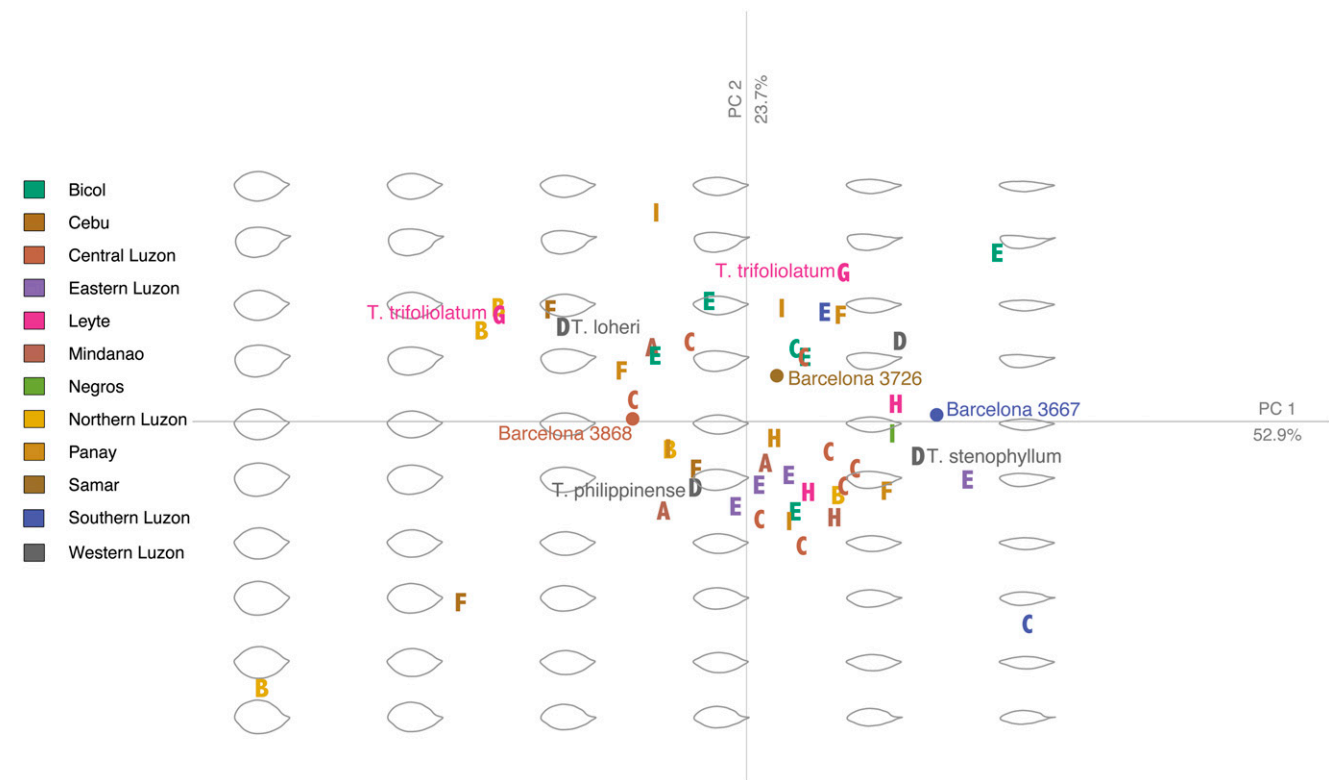 PC 2
23.7%
Bicol
Cebu
Central Luzon
Eastern Luzon
Leyte
Mindanao
Negros
Northern Luzon
Panay
Samar
Southern Luzon
Western Luzon
I
E
T. trifoliolatum G
E
B
T. trifoliolatum G
F
I
E
F
B
D T. loheri
D
C
A
E
C
E
F
Barcelona 3726
C
H
Barcelona 3667
PC 1
52.9%
Barcelona 3868
I
H
B
C
D T. stenophyllum
A
F
C
E
E
T. philippinense D
E
C
H
B
F
A
E
E
C
I
H
C
F
C
B